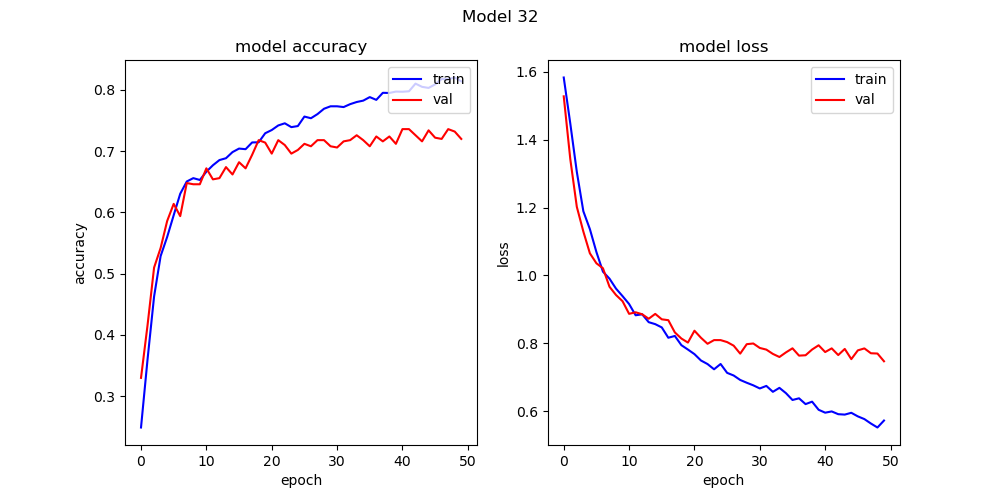 Model 32
model accuracy
accuracy
0.8
0.7
0.6
0.5
0.4
0.3
0 10 20 30 40 50
epoch
train
val
model loss
loss
1.6
1.4
1.2
1.0
0.8
0.6
0 10 20 30 40 50
epoch
train
val